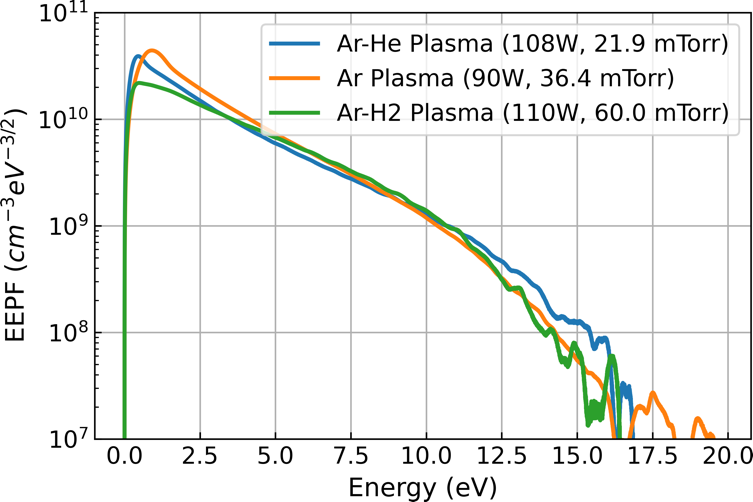 10¹¹
Ar-He Plasma (108W, 21.9 mTorr)
Ar Plasma (90W, 36.4 mTorr)
Ar-H2 Plasma (110W, 60.0 mTorr)
10¹⁰
10⁹
10⁸
10⁷
EEPF (cm⁻³eV⁻³/²)
0.0 2.5 5.0 7.5 10.0 12.5 15.0 17.5 20.0
Energy (eV)